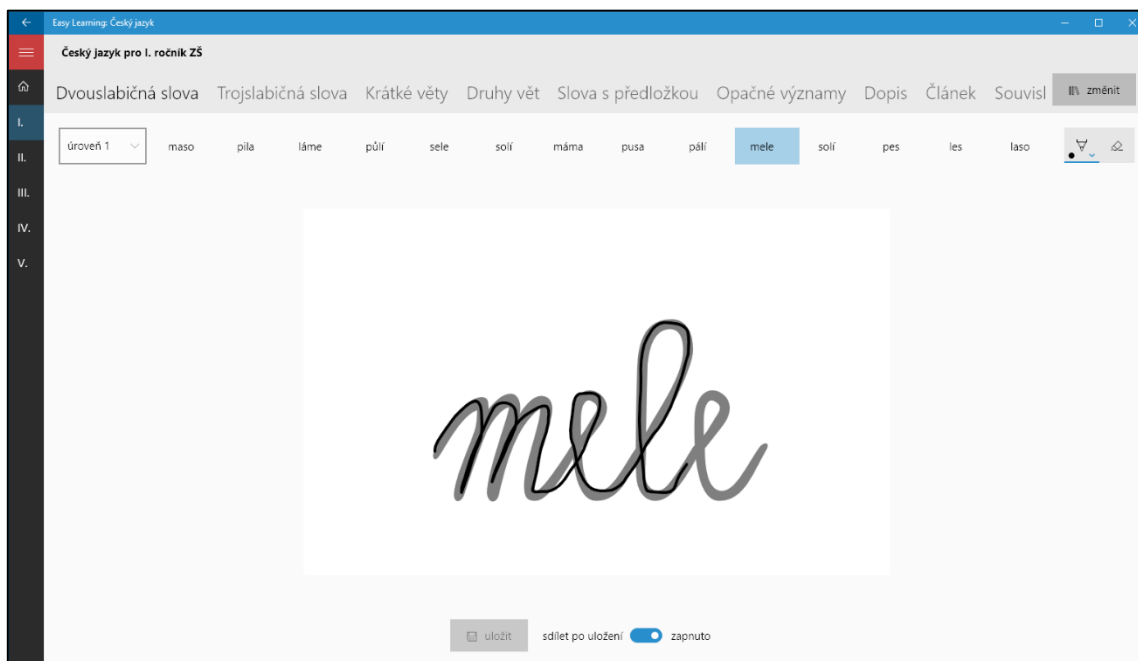 Easy Learning: Český jazyk
Český jazyk pro I. ročník ZŠ
Dvouslabičná slova Trojslabičná slova Krátké věty Druhy vět Slova s předložkou Opačné významy Dopis Článek Souvisl změnit
I.
úroveň 1 maso pila láme půlí sele solí máma pusa pálí mele solí pes les laso
II.
III.
IV.
V.
mele
uložit sdílet po uložení zapnuto